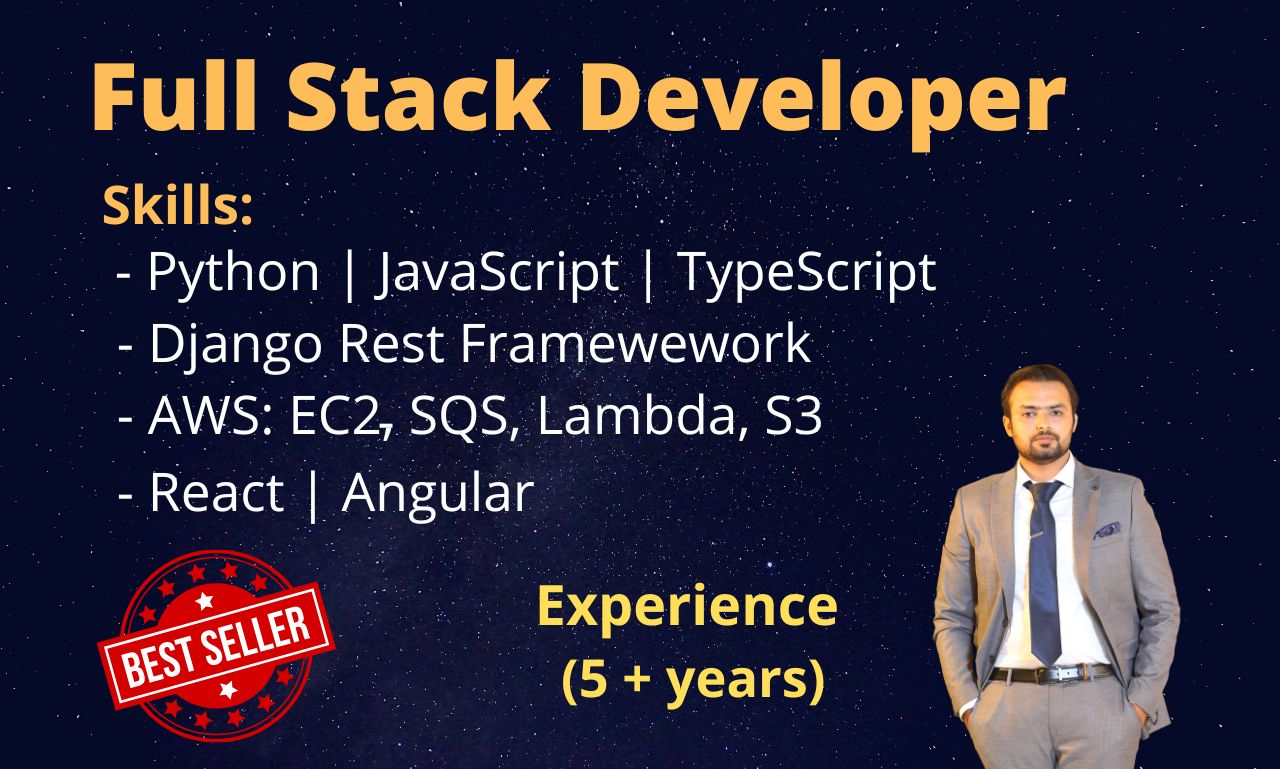 Full Stack Developer
Skills:
- Python | JavaScript | TypeScript
- Django Rest Framewework
- AWS: EC2, SQS, Lambda, S3
- React | Angular
BEST SELLER
Experience
(5 + years)